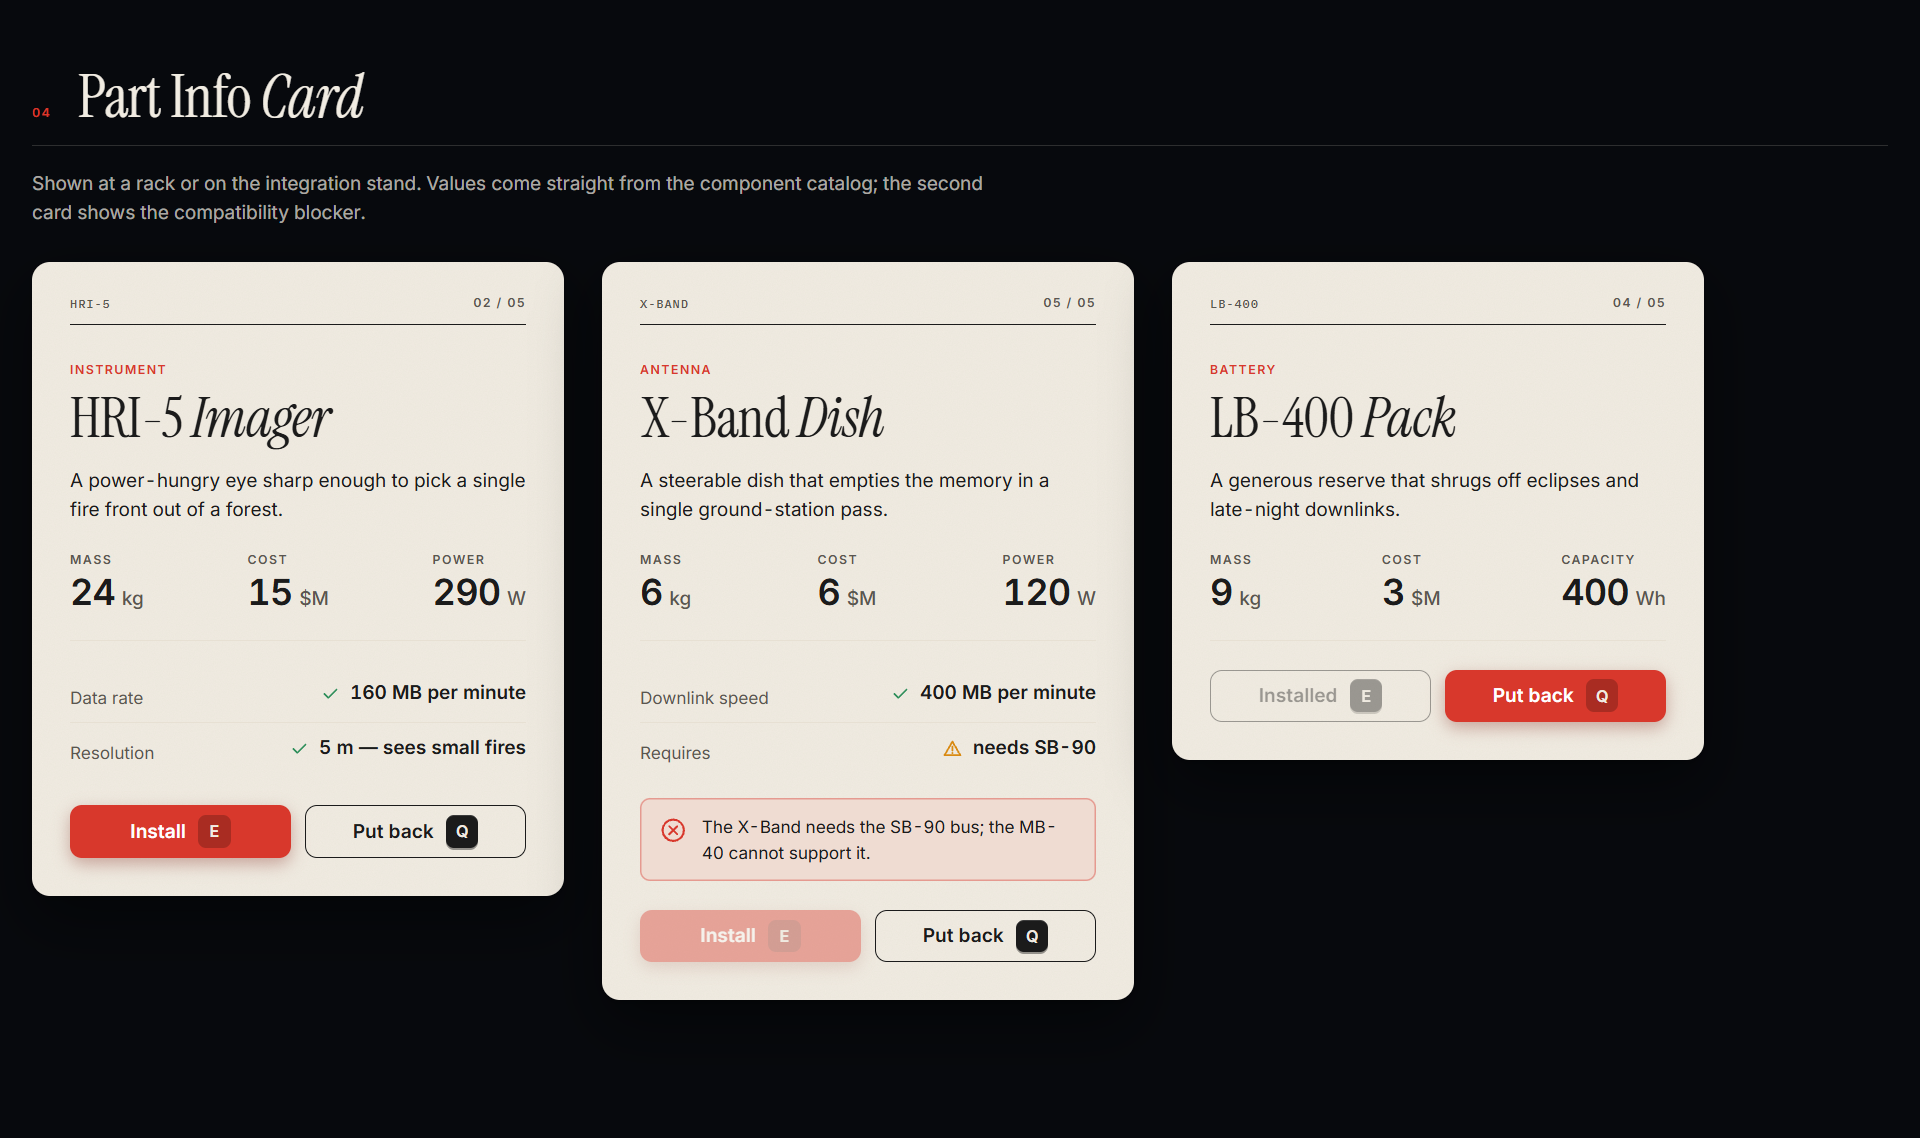 04 Part Info Card
Shown at a rack or on the integration stand. Values come straight from the component catalog; the second
card shows the compatibility blocker.
HRI-5 02 / 05
INSTRUMENT
HRI-5 Imager
A power-hungry eye sharp enough to pick a single
fire front out of a forest.
MASS COST POWER
24 kg 15 $M 290 W
Data rate 160 MB per minute
Resolution 5 m — sees small fires
Install E Put back Q
X-BAND 05 / 05
ANTENNA
X-Band Dish
A steerable dish that empties the memory in a
single ground-station pass.
MASS COST POWER
6 kg 6 $M 120 W
Downlink speed 400 MB per minute
Requires needs SB-90
The X-Band needs the SB-90 bus; the MB-
40 cannot support it.
Install E Put back Q
LB-400 04 / 05
BATTERY
LB-400 Pack
A generous reserve that shrugs off eclipses and
late-night downlinks.
MASS COST CAPACITY
9 kg 3 $M 400 Wh
Installed E Put back Q